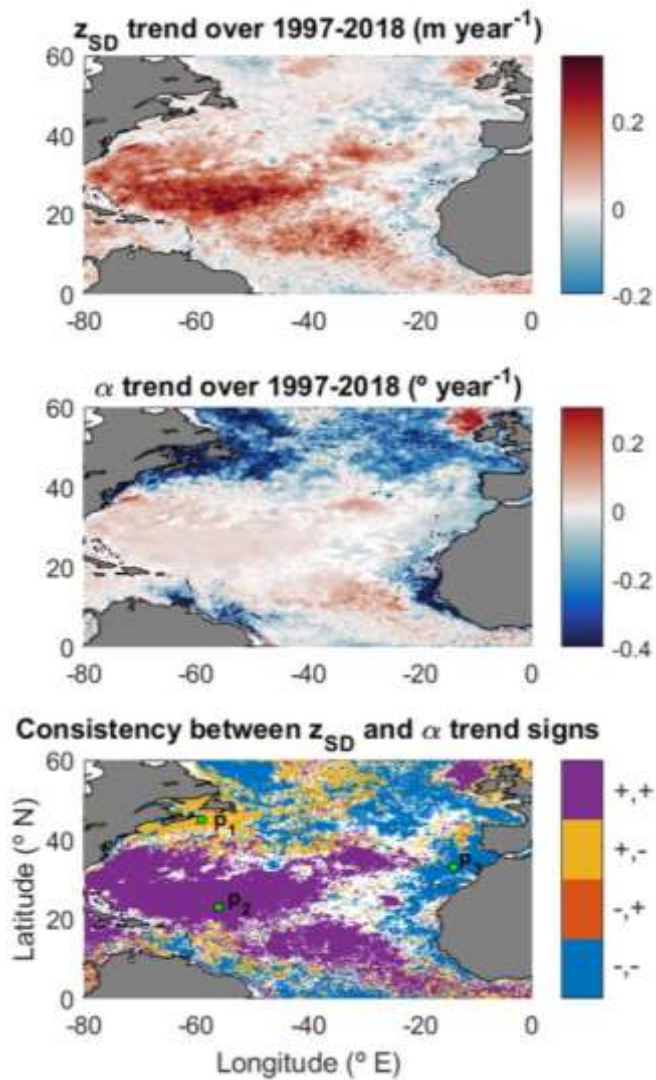 z_SD trend over 1997-2018 (m year⁻¹)
60
40
20
0
-80 -60 -40 -20 0
0.2
0
-0.2
α trend over 1997-2018 (º year⁻¹)
60
40
20
0
-80 -60 -40 -20 0
0.2
0
-0.2
-0.4
Consistency between z_SD and α trend signs
Latitude (º N)
60
40
20
0
p₁
p₂
-80 -60 -40 -20 0
Longitude (º E)
+,+
+,-
-,+
-,-